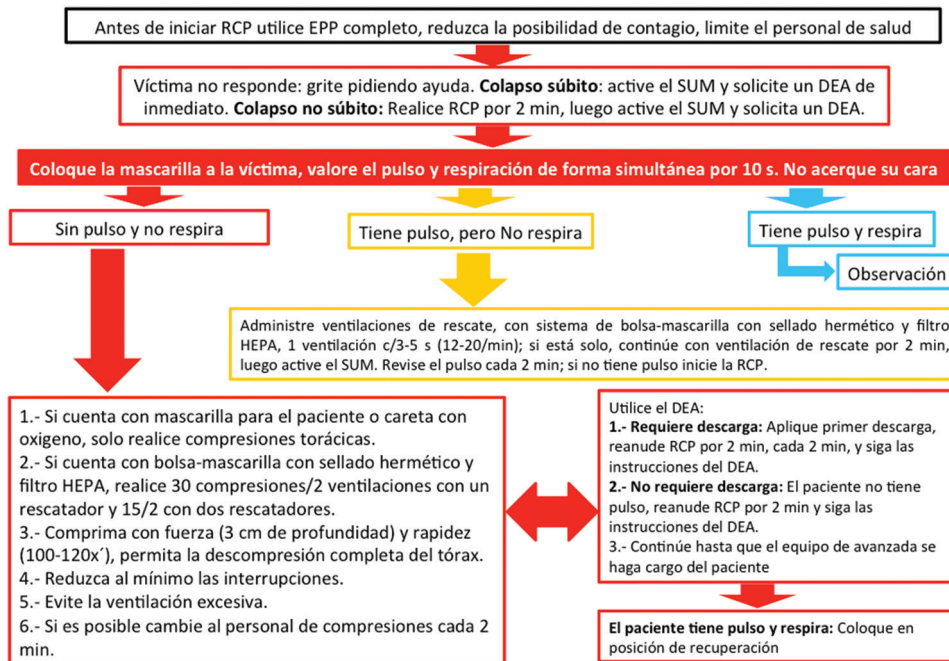 Antes de iniciar RCP utilice EPP completo, reduzca la posibilidad de contagio, limite el personal de salud
Víctima no responde: grite pidiendo ayuda. Colapso súbito: active el SUM y solicite un DEA de
inmediato. Colapso no súbito: Realice RCP por 2 min, luego active el SUM y solicita un DEA.
Coloque la mascarilla a la víctima, valore el pulso y respiración de forma simultánea por 10 s. No acerque su cara
Sin pulso y no respira
Tiene pulso, pero No respira
Tiene pulso y respira
Observación
Administre ventilaciones de rescate, con sistema de bolsa-mascarilla con sellado hermético y filtro
HEPA, 1 ventilación c/3-5 s (12-20/min); si está solo, continúe con ventilación de rescate por 2 min,
luego active el SUM. Revise el pulso cada 2 min; si no tiene pulso inicie la RCP.
1.- Si cuenta con mascarilla para el paciente o careta con
oxigeno, solo realice compresiones torácicas.
2.- Si cuenta con bolsa-mascarilla con sellado hermético y
filtro HEPA, realice 30 compresiones/2 ventilaciones con un
rescatador y 15/2 con dos rescatadores.
3.- Comprima con fuerza (3 cm de profundidad) y rapidez
(100-120x´), permita la descompresión completa del tórax.
4.- Reduzca al mínimo las interrupciones.
5.- Evite la ventilación excesiva.
6.- Si es posible cambie al personal de compresiones cada 2
min.
Utilice el DEA:
1.- Requiere descarga: Aplique primer descarga,
reanude RCP por 2 min, cada 2 min, y siga las
instrucciones del DEA.
2.- No requiere descarga: El paciente no tiene
pulso, reanude RCP por 2 min y siga las
instrucciones del DEA.
3.- Continúe hasta que el equipo de avanzada se
haga cargo del paciente
El paciente tiene pulso y respira: Coloque en
posición de recuperación